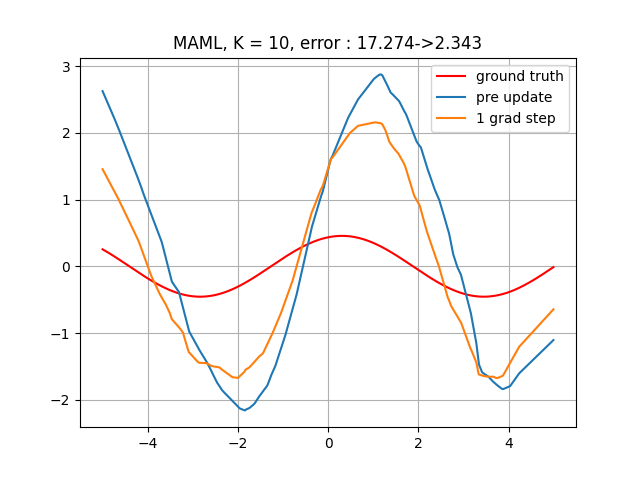 MAML, K = 10, error : 17.274->2.343
ground truth
pre update
1 grad step
3
2
1
0
−1
−2
−4
−2
0
2
4